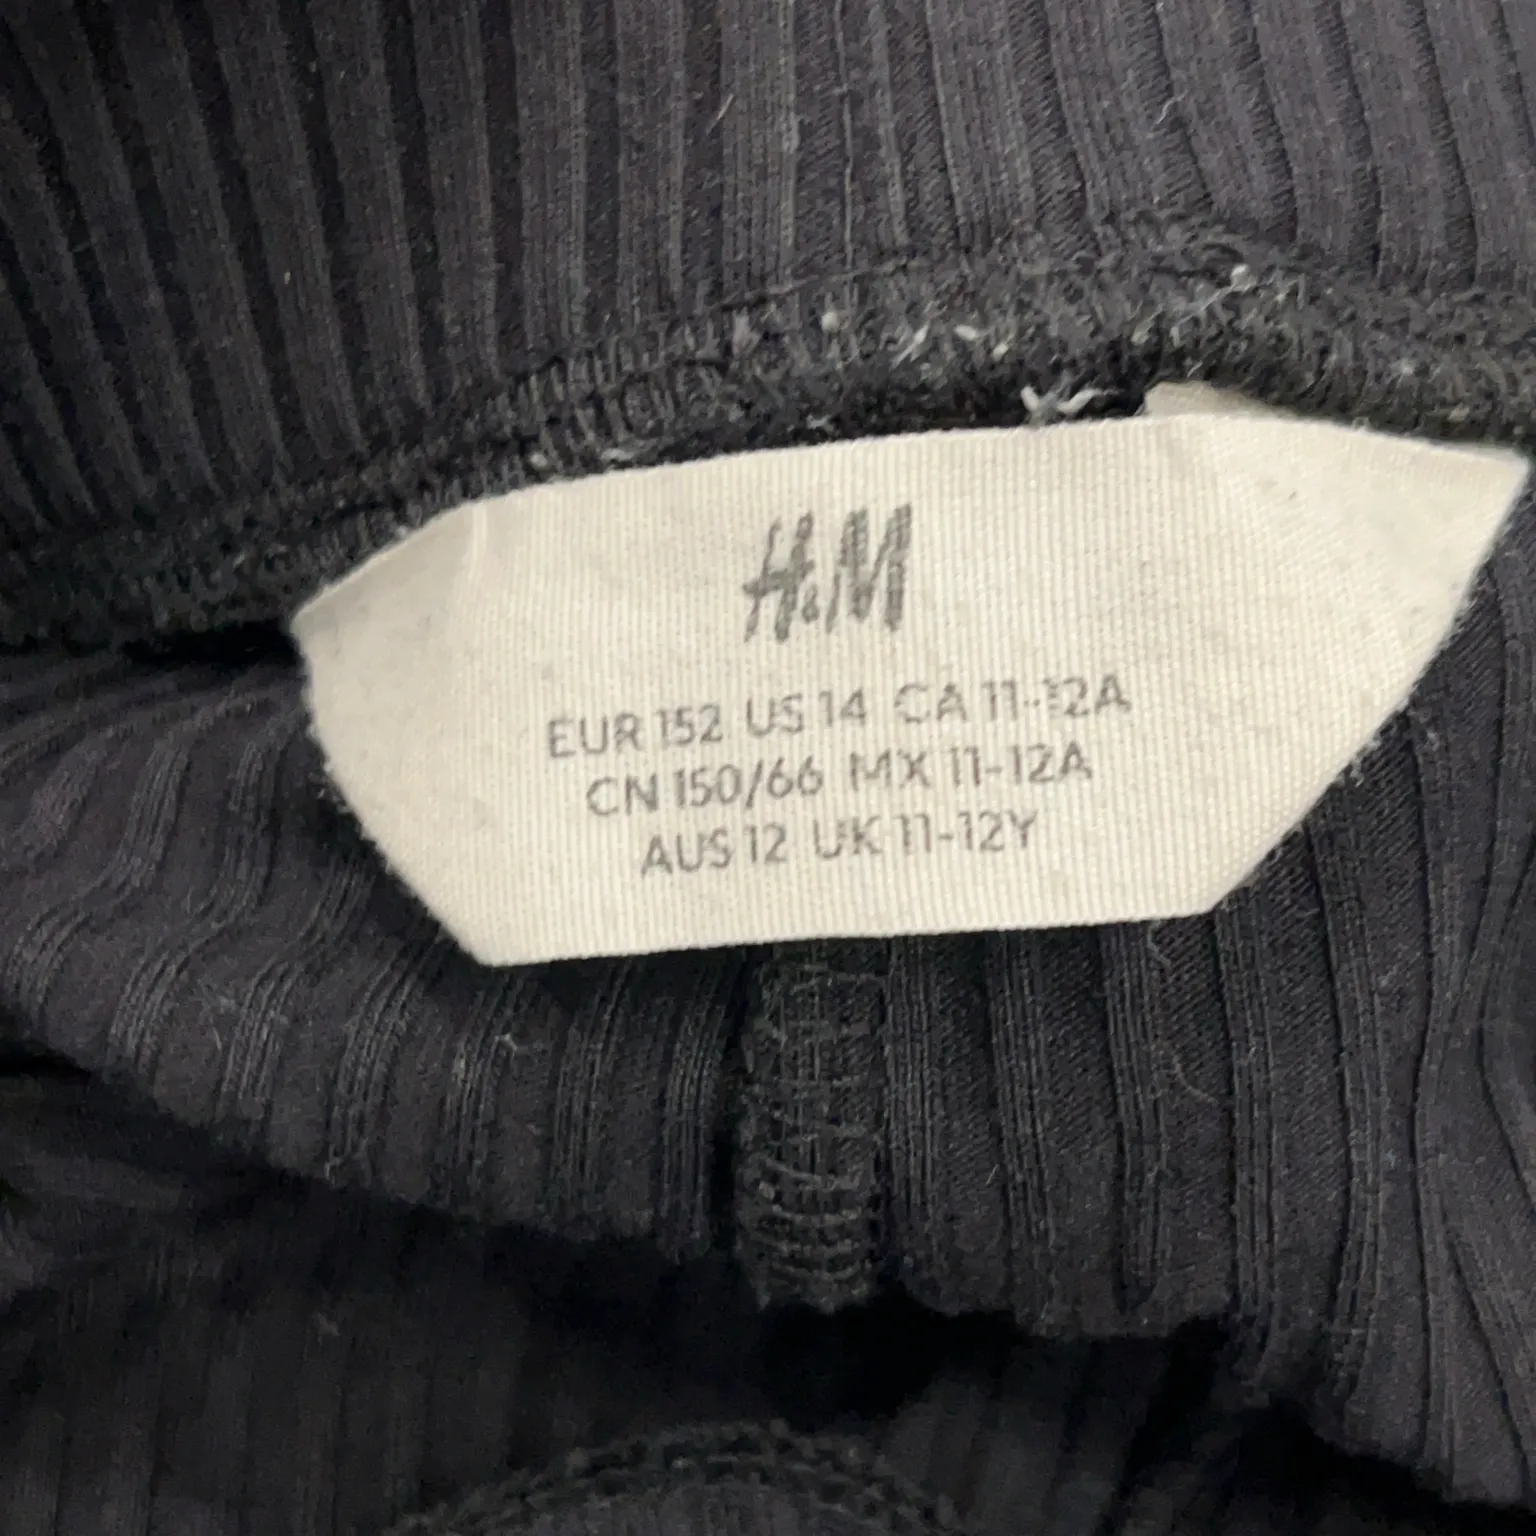 H&M
EUR 152 US 14 CA 11-12A
CN 150/66 MX 11-12A
AUS 12 UK 11-12Y